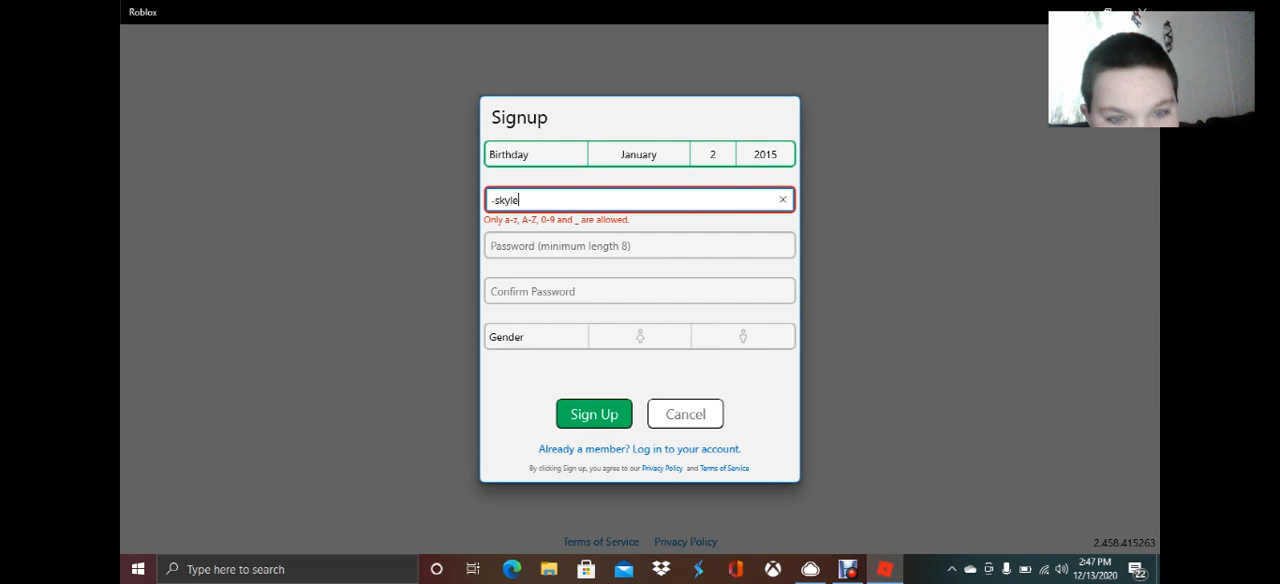 Roblox
Signup
Birthday January 2 2015
-skyle
Only a-z, A-Z, 0-9 and _ are allowed.
Password (minimum length 8)
Confirm Password
Gender
Sign Up Cancel
Already a member? Log in to your account.
By clicking Sign up, you agree to our Privacy Policy and Terms of Service
Terms of Service Privacy Policy
2.458.415263
Type here to search
2:47 PM
12/13/2020
22